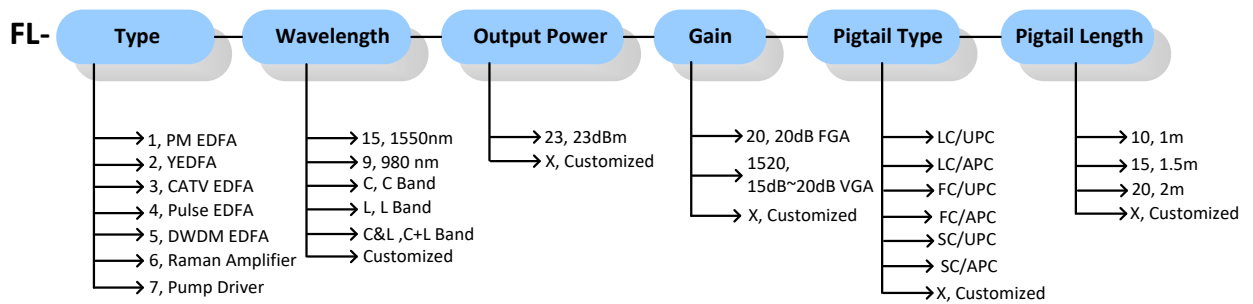 FL- Type Wavelength Output Power Gain Pigtail Type Pigtail Length
1, PM EDFA
2, YEDFA
3, CATV EDFA
4, Pulse EDFA
5, DWDM EDFA
6, Raman Amplifier
7, Pump Driver
15, 1550nm
9, 980 nm
C, C Band
L, L Band
C&L ,C+L Band
Customized
23, 23dBm
X, Customized
20, 20dB FGA
1520,
15dB~20dB VGA
X, Customized
LC/UPC
LC/APC
FC/UPC
FC/APC
SC/UPC
SC/APC
X, Customized
10, 1m
15, 1.5m
20, 2m
X, Customized